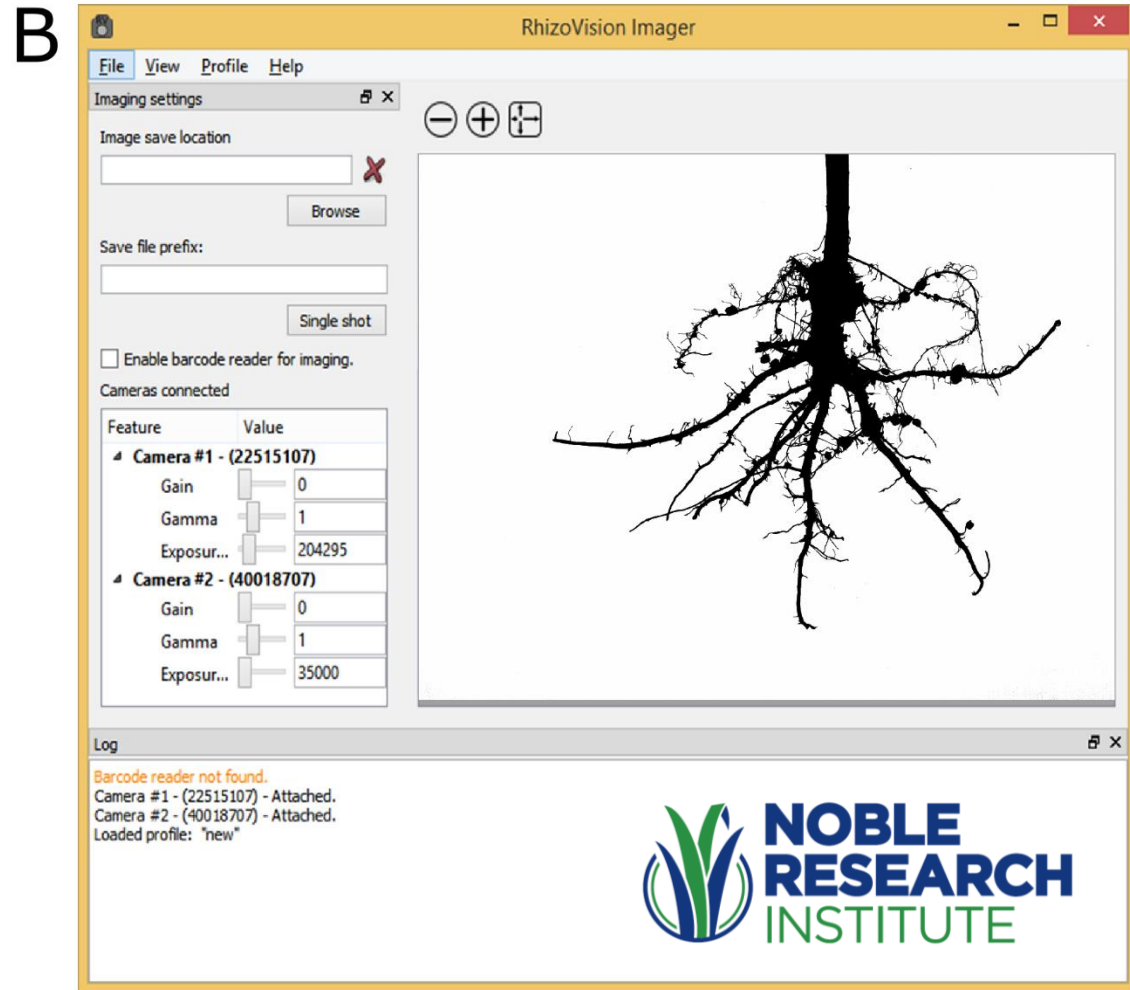 B
RhizoVision Imager
File View Profile Help
Imaging settings
Image save location
Browse
Save file prefix:
Single shot
Enable barcode reader for imaging.
Cameras connected
Feature Value
Camera #1 - (22515107)
Gain 0
Gamma 1
Exposur... 204295
Camera #2 - (40018707)
Gain 0
Gamma 1
Exposur... 35000
Log
Barcode reader not found.
Camera #1 - (22515107) - Attached.
Camera #2 - (40018707) - Attached.
Loaded profile: "new"
NOBLE
RESEARCH
INSTITUTE